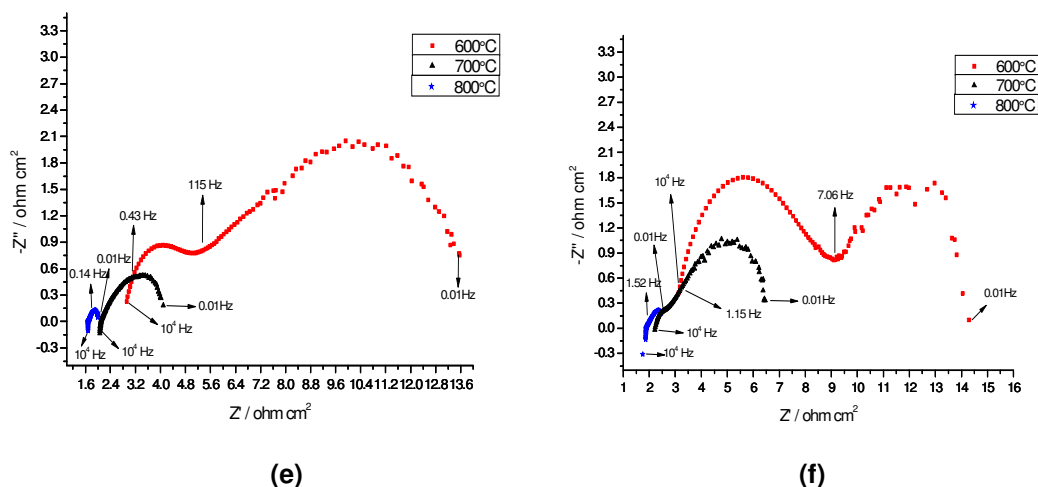 3.3
3.0
2.7
2.4
2.1
1.8
1.5
1.2
0.9
0.6
0.3
0.0
-0.3
-Z'' / ohm cm²
600°C
700°C
800°C
115 Hz
0.43 Hz
0.01Hz
0.14 Hz
0.01Hz
0.01Hz
10⁴ Hz
10⁴ Hz
10⁴ Hz
1.6 2.4 3.2 4.0 4.8 5.6 6.4 7.2 8.0 8.8 9.6 10.4 11.2 12.0 12.8 13.6
Z' / ohm cm²
(e)
3.3
3.0
2.7
2.4
2.1
1.8
1.5
1.2
0.9
0.6
0.3
0.0
-0.3
-Z'' / ohm cm²
600°C
700°C
800°C
10⁴ Hz
7.06 Hz
0.01Hz
1.52 Hz
0.01Hz
1.15 Hz
0.01Hz
10⁴ Hz
10⁴ Hz
1 2 3 4 5 6 7 8 9 10 11 12 13 14 15 16
Z' / ohm cm²
(f)